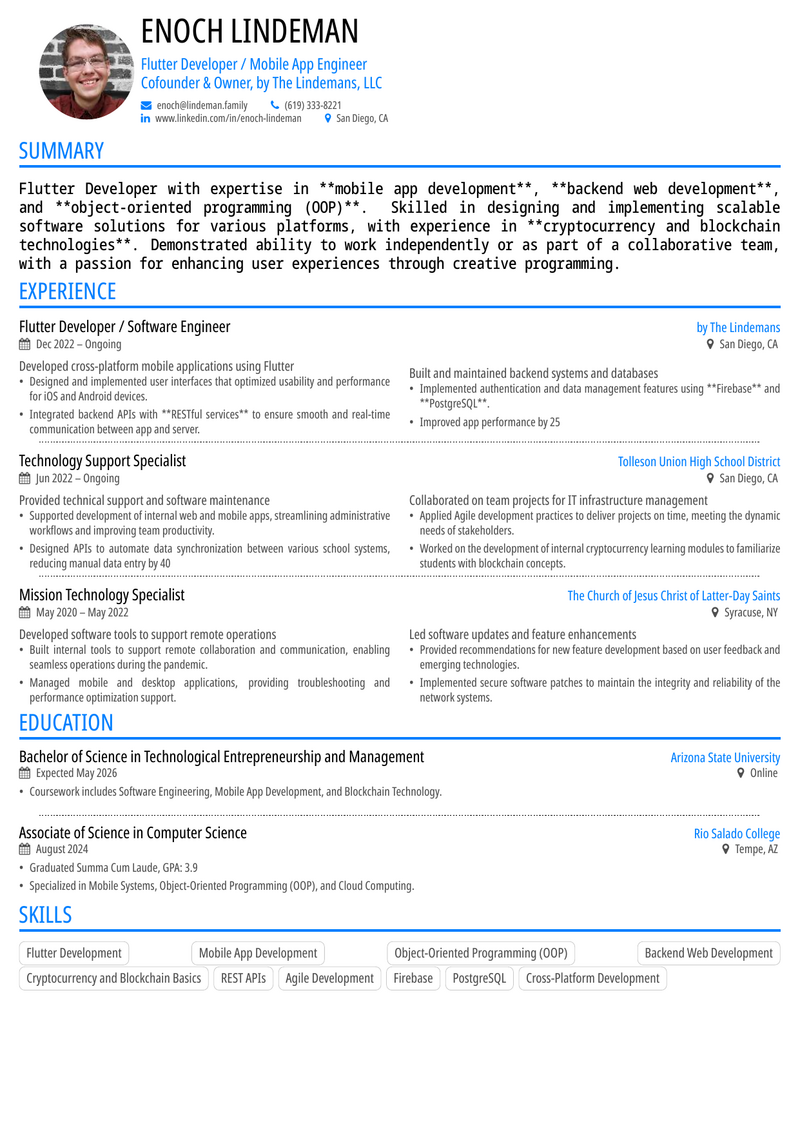 ENOCH LINDEMAN
Flutter Developer / Mobile App Engineer
Cofounder & Owner, by The Lindemans, LLC
enoch@lindeman.family (619) 333-8221
www.linkedin.com/in/enoch-lindeman San Diego, CA
SUMMARY
Flutter Developer with expertise in **mobile app development**, **backend web development**,
and **object-oriented programming (OOP)**. Skilled in designing and implementing scalable
software solutions for various platforms, with experience in **cryptocurrency and blockchain
technologies**. Demonstrated ability to work independently or as part of a collaborative team,
with a passion for enhancing user experiences through creative programming.
EXPERIENCE
Flutter Developer / Software Engineer by The Lindemans
Dec 2022 – Ongoing San Diego, CA
Developed cross-platform mobile applications using Flutter
• Designed and implemented user interfaces that optimized usability and performance
for iOS and Android devices.
• Integrated backend APIs with **RESTful services** to ensure smooth and real-time
communication between app and server.
Built and maintained backend systems and databases
• Implemented authentication and data management features using **Firebase** and
**PostgreSQL**.
• Improved app performance by 25
Technology Support Specialist Tolleson Union High School District
Jun 2022 – Ongoing San Diego, CA
Provided technical support and software maintenance
• Supported development of internal web and mobile apps, streamlining administrative
workflows and improving team productivity.
• Designed APIs to automate data synchronization between various school systems,
reducing manual data entry by 40
Collaborated on team projects for IT infrastructure management
• Applied Agile development practices to deliver projects on time, meeting the dynamic
needs of stakeholders.
• Worked on the development of internal cryptocurrency learning modules to familiarize
students with blockchain concepts.
Mission Technology Specialist The Church of Jesus Christ of Latter-Day Saints
May 2020 – May 2022 Syracuse, NY
Developed software tools to support remote operations
• Built internal tools to support remote collaboration and communication, enabling
seamless operations during the pandemic.
• Managed mobile and desktop applications, providing troubleshooting and
performance optimization support.
Led software updates and feature enhancements
• Provided recommendations for new feature development based on user feedback and
emerging technologies.
• Implemented secure software patches to maintain the integrity and reliability of the
network systems.
EDUCATION
Bachelor of Science in Technological Entrepreneurship and Management Arizona State University
Expected May 2026 Online
• Coursework includes Software Engineering, Mobile App Development, and Blockchain Technology.
Associate of Science in Computer Science Rio Salado College
August 2024 Tempe, AZ
• Graduated Summa Cum Laude, GPA: 3.9
• Specialized in Mobile Systems, Object-Oriented Programming (OOP), and Cloud Computing.
SKILLS
Flutter Development Mobile App Development Object-Oriented Programming (OOP) Backend Web Development
Cryptocurrency and Blockchain Basics REST APIs Agile Development Firebase PostgreSQL Cross-Platform Development